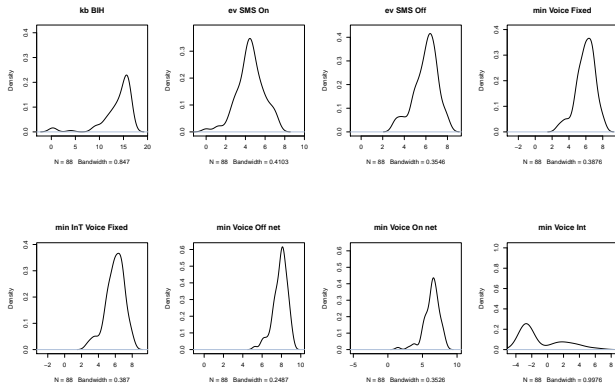 kb BIH
Density
0.0 0.1 0.2 0.3 0.4
0 5 10 15 20
N = 88 Bandwidth = 0.847
ev SMS On
Density
0.0 0.1 0.2 0.3
-2 0 2 4 6 8 10
N = 88 Bandwidth = 0.4103
ev SMS Off
Density
0.0 0.1 0.2 0.3 0.4
0 2 4 6 8 10
N = 88 Bandwidth = 0.3546
min Voice Fixed
Density
0.0 0.1 0.2 0.3 0.4
-2 0 2 4 6 8
N = 88 Bandwidth = 0.3876
min InT Voice Fixed
Density
0.0 0.1 0.2 0.3 0.4
-2 0 2 4 6 8
N = 88 Bandwidth = 0.387
min Voice Off net
Density
0.0 0.1 0.2 0.3 0.4 0.5 0.6
0 2 4 6 8 10
N = 88 Bandwidth = 0.2487
min Voice On net
Density
0.0 0.1 0.2 0.3 0.4 0.5 0.6
-5 0 5 10
N = 88 Bandwidth = 0.3526
min Voice Int
Density
0.0 0.2 0.4 0.6 0.8 1.0
-4 -2 0 2 4 6 8
N = 88 Bandwidth = 0.9976